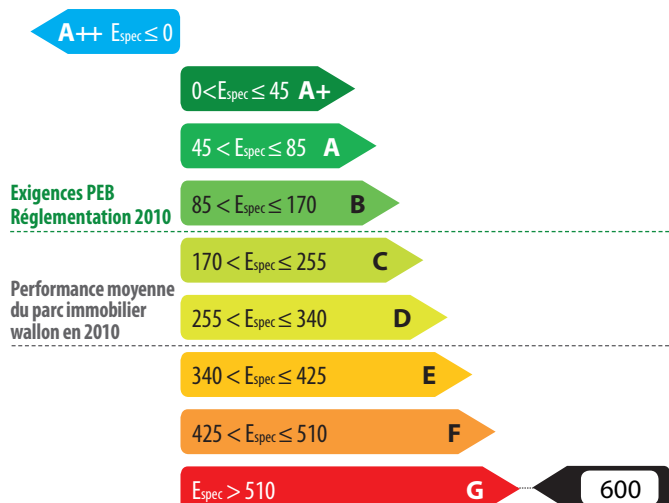 A++ Espec ≤ 0
0<Espec ≤ 45 A+
45 < Espec ≤ 85 A
Exigences PEB
Réglementation 2010
85 < Espec ≤ 170 B
170 < Espec ≤ 255 C
Performance moyenne
du parc immobilier
wallon en 2010
255 < Espec ≤ 340 D
340 < Espec ≤ 425 E
425 < Espec ≤ 510 F
Espec > 510 G 600